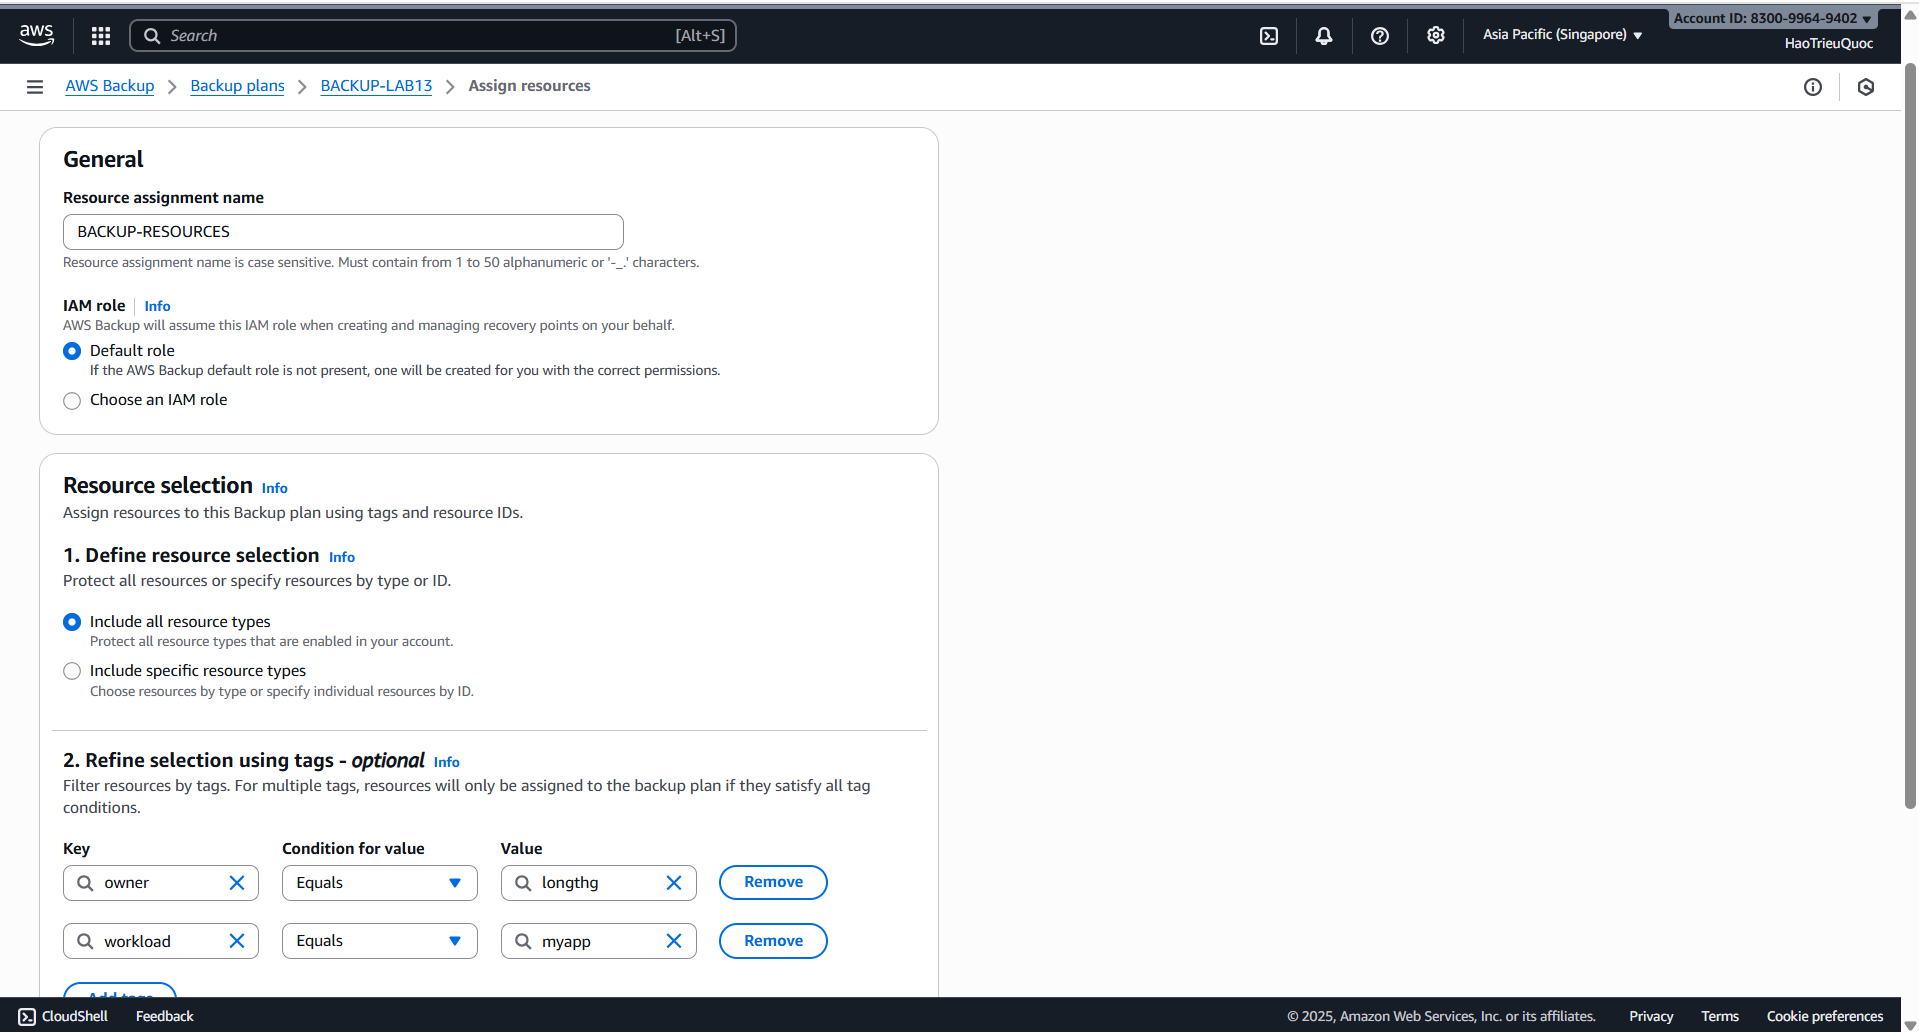 aws
Search [Alt+S]
Asia Pacific (Singapore)
Account ID: 8300-9964-9402
HaoTrieuQuoc
AWS Backup > Backup plans > BACKUP-LAB13 > Assign resources
General
Resource assignment name
BACKUP-RESOURCES
Resource assignment name is case sensitive. Must contain from 1 to 50 alphanumeric or '-_.' characters.
IAM role Info
AWS Backup will assume this IAM role when creating and managing recovery points on your behalf.
Default role
If the AWS Backup default role is not present, one will be created for you with the correct permissions.
Choose an IAM role
Resource selection Info
Assign resources to this Backup plan using tags and resource IDs.
1. Define resource selection Info
Protect all resources or specify resources by type or ID.
Include all resource types
Protect all resource types that are enabled in your account.
Include specific resource types
Choose resources by type or specify individual resources by ID.
2. Refine selection using tags - optional Info
Filter resources by tags. For multiple tags, resources will only be assigned to the backup plan if they satisfy all tag
conditions.
Key Condition for value Value
owner Equals longthg Remove
workload Equals myapp Remove
Add tags
CloudShell Feedback © 2025, Amazon Web Services, Inc. or its affiliates. Privacy Terms Cookie preferences